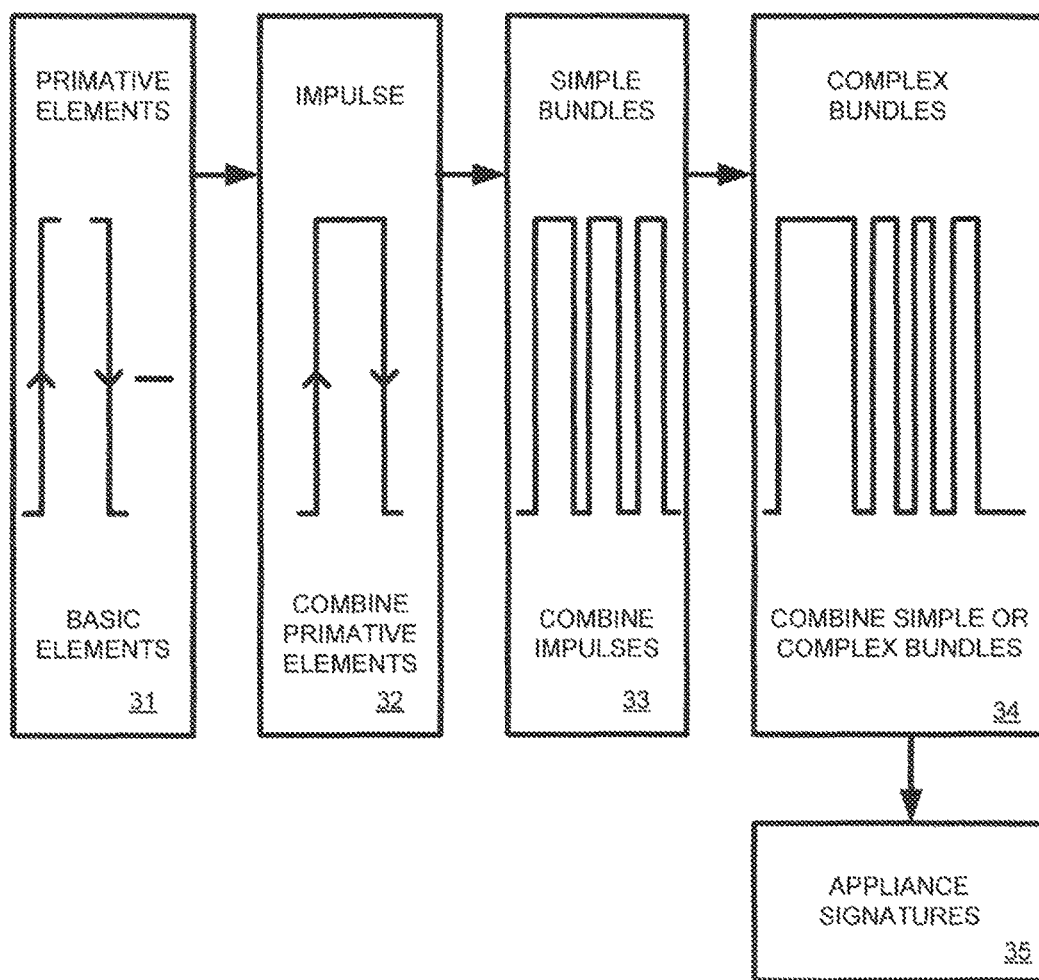 PRIMATIVE
ELEMENTS
BASIC
ELEMENTS
31
IMPULSE
COMBINE
PRIMATIVE
ELEMENTS
32
SIMPLE
BUNDLES
COMBINE
IMPULSES
33
COMPLEX
BUNDLES
COMBINE SIMPLE OR
COMPLEX BUNDLES
34
APPLIANCE
SIGNATURES
35